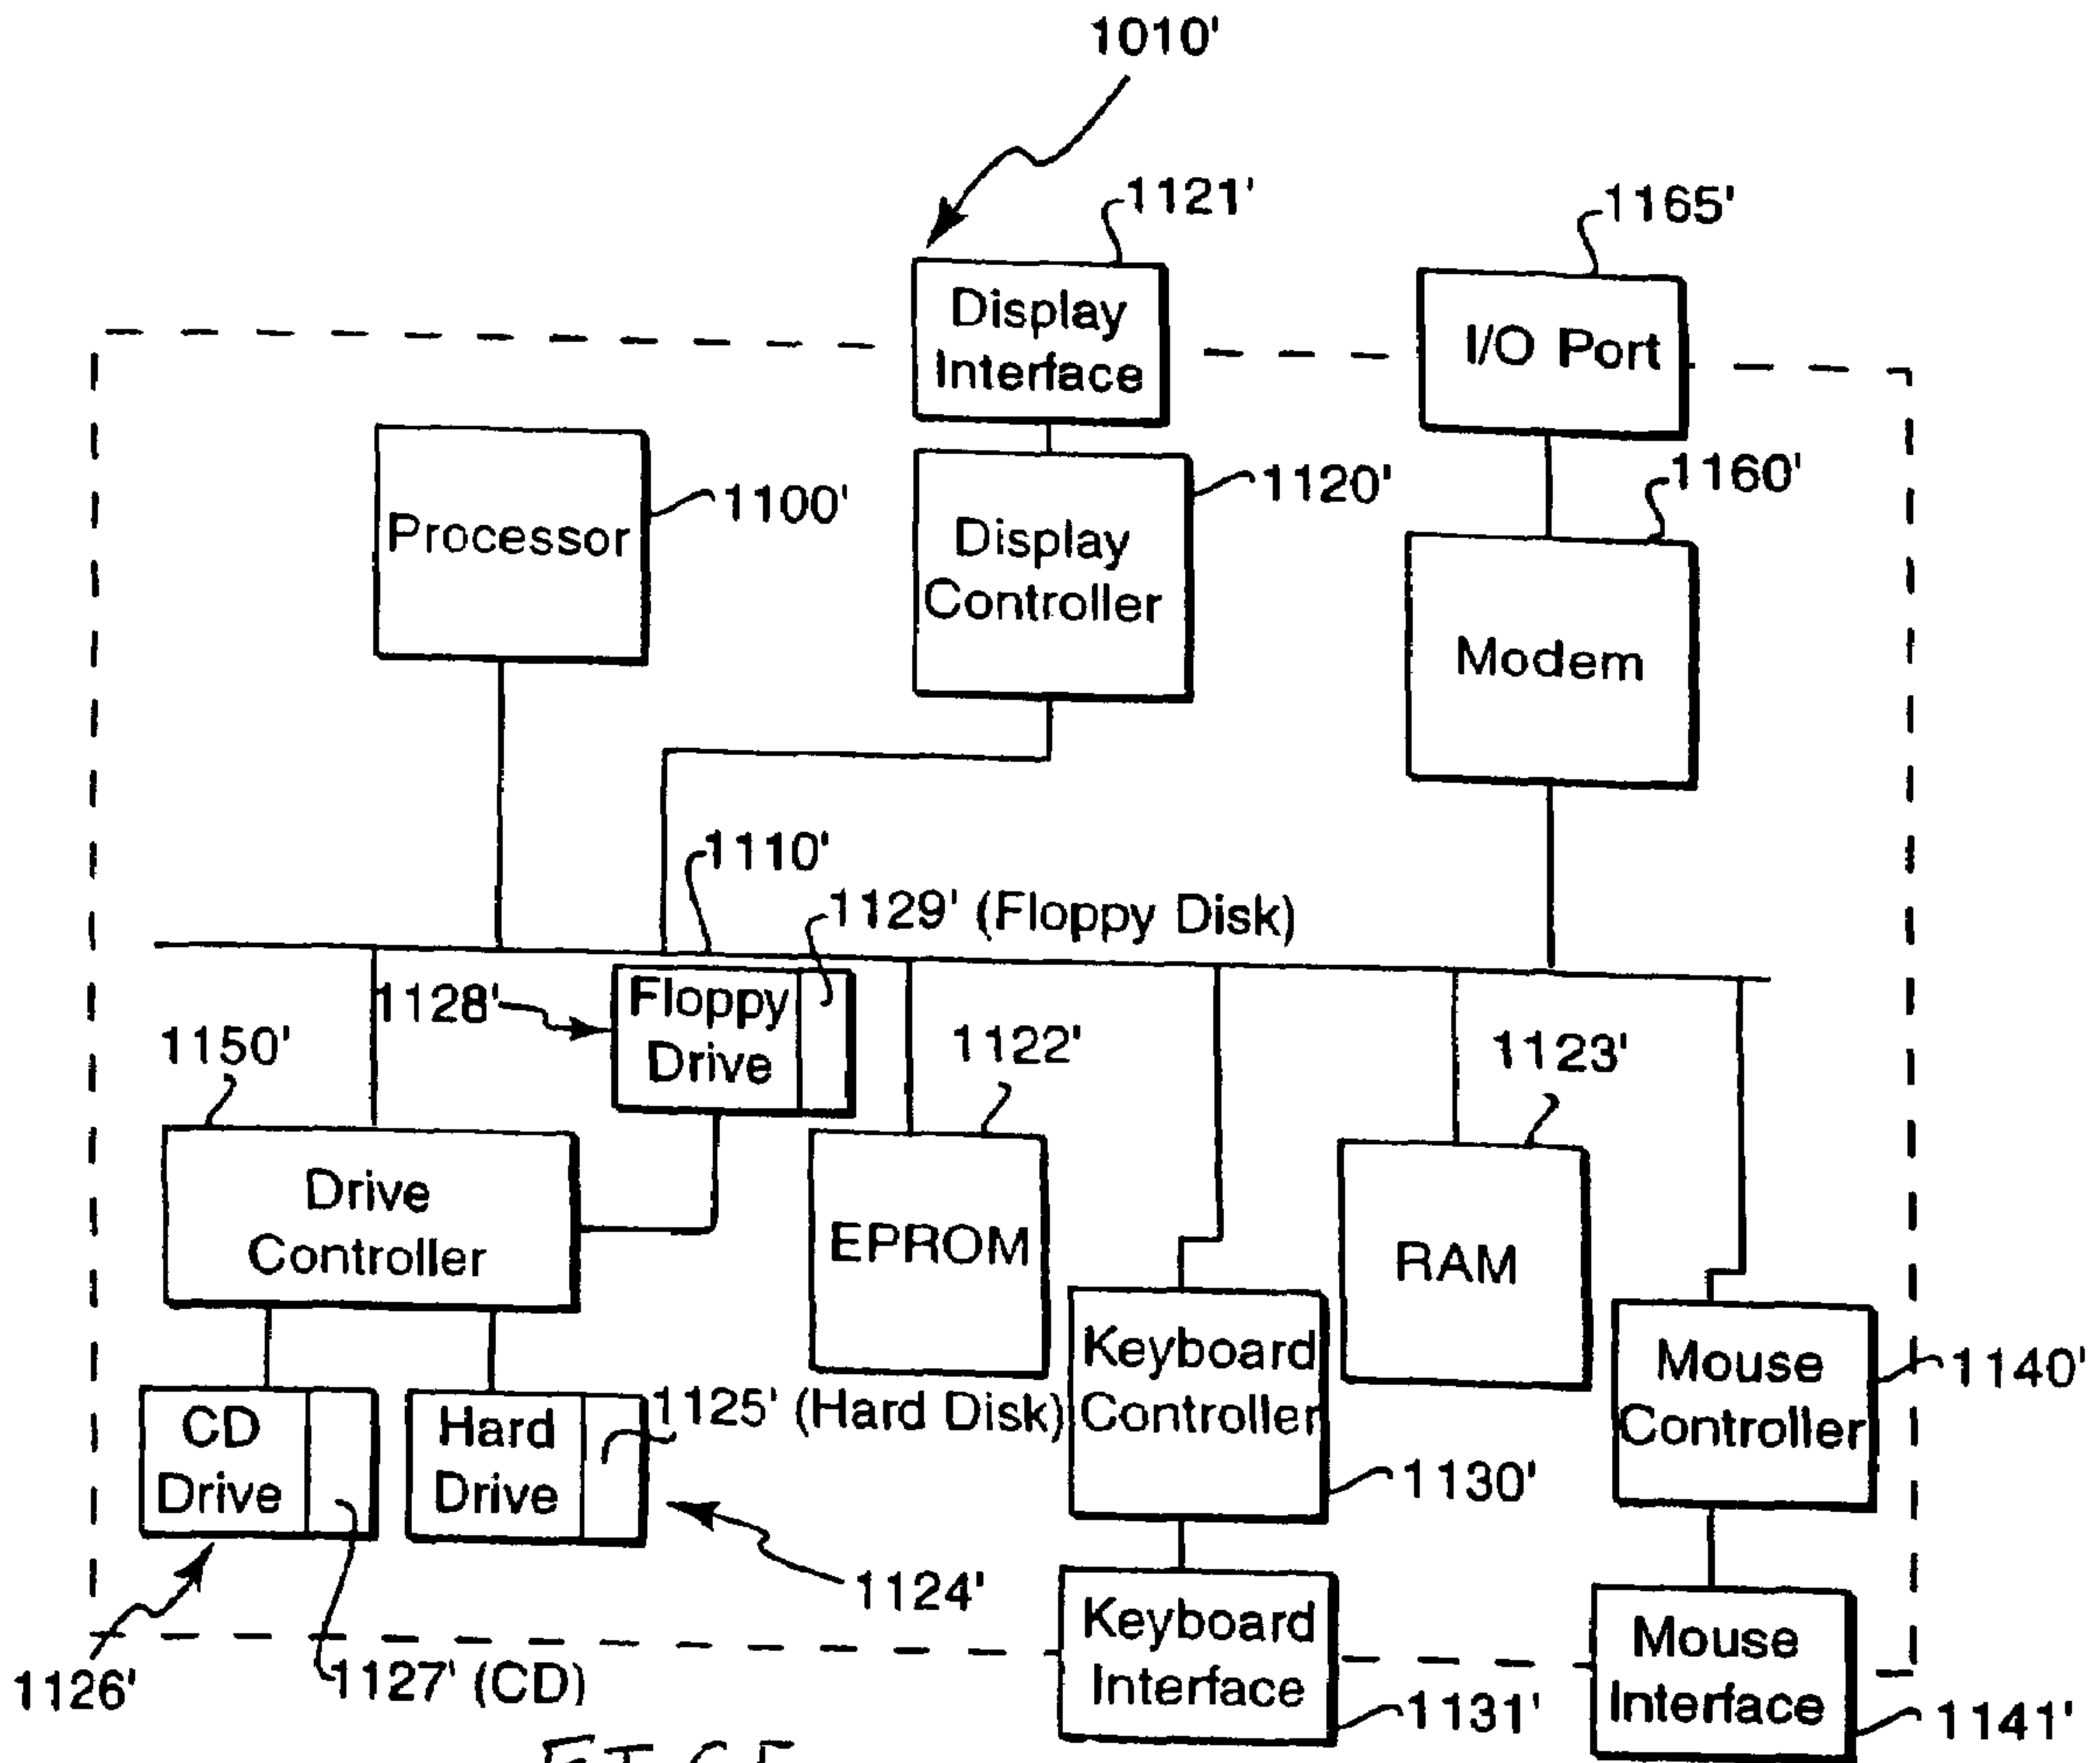 1010'
1121'
1165'
Display
Interface
I/O Port
1160'
1100'
1120'
Processor
Display
Controller
Modem
1110'
1129' (Floppy Disk)
1128'
Floppy
Drive
1150'
1122'
1123'
Drive
Controller
EPROM
RAM
Keyboard
Controller
Mouse
Controller
1140'
CD
Drive
Hard
Drive
1125' (Hard Disk)
1130'
1124'
Keyboard
Interface
Mouse
Interface
1126'
1127' (CD)
1131'
1141'